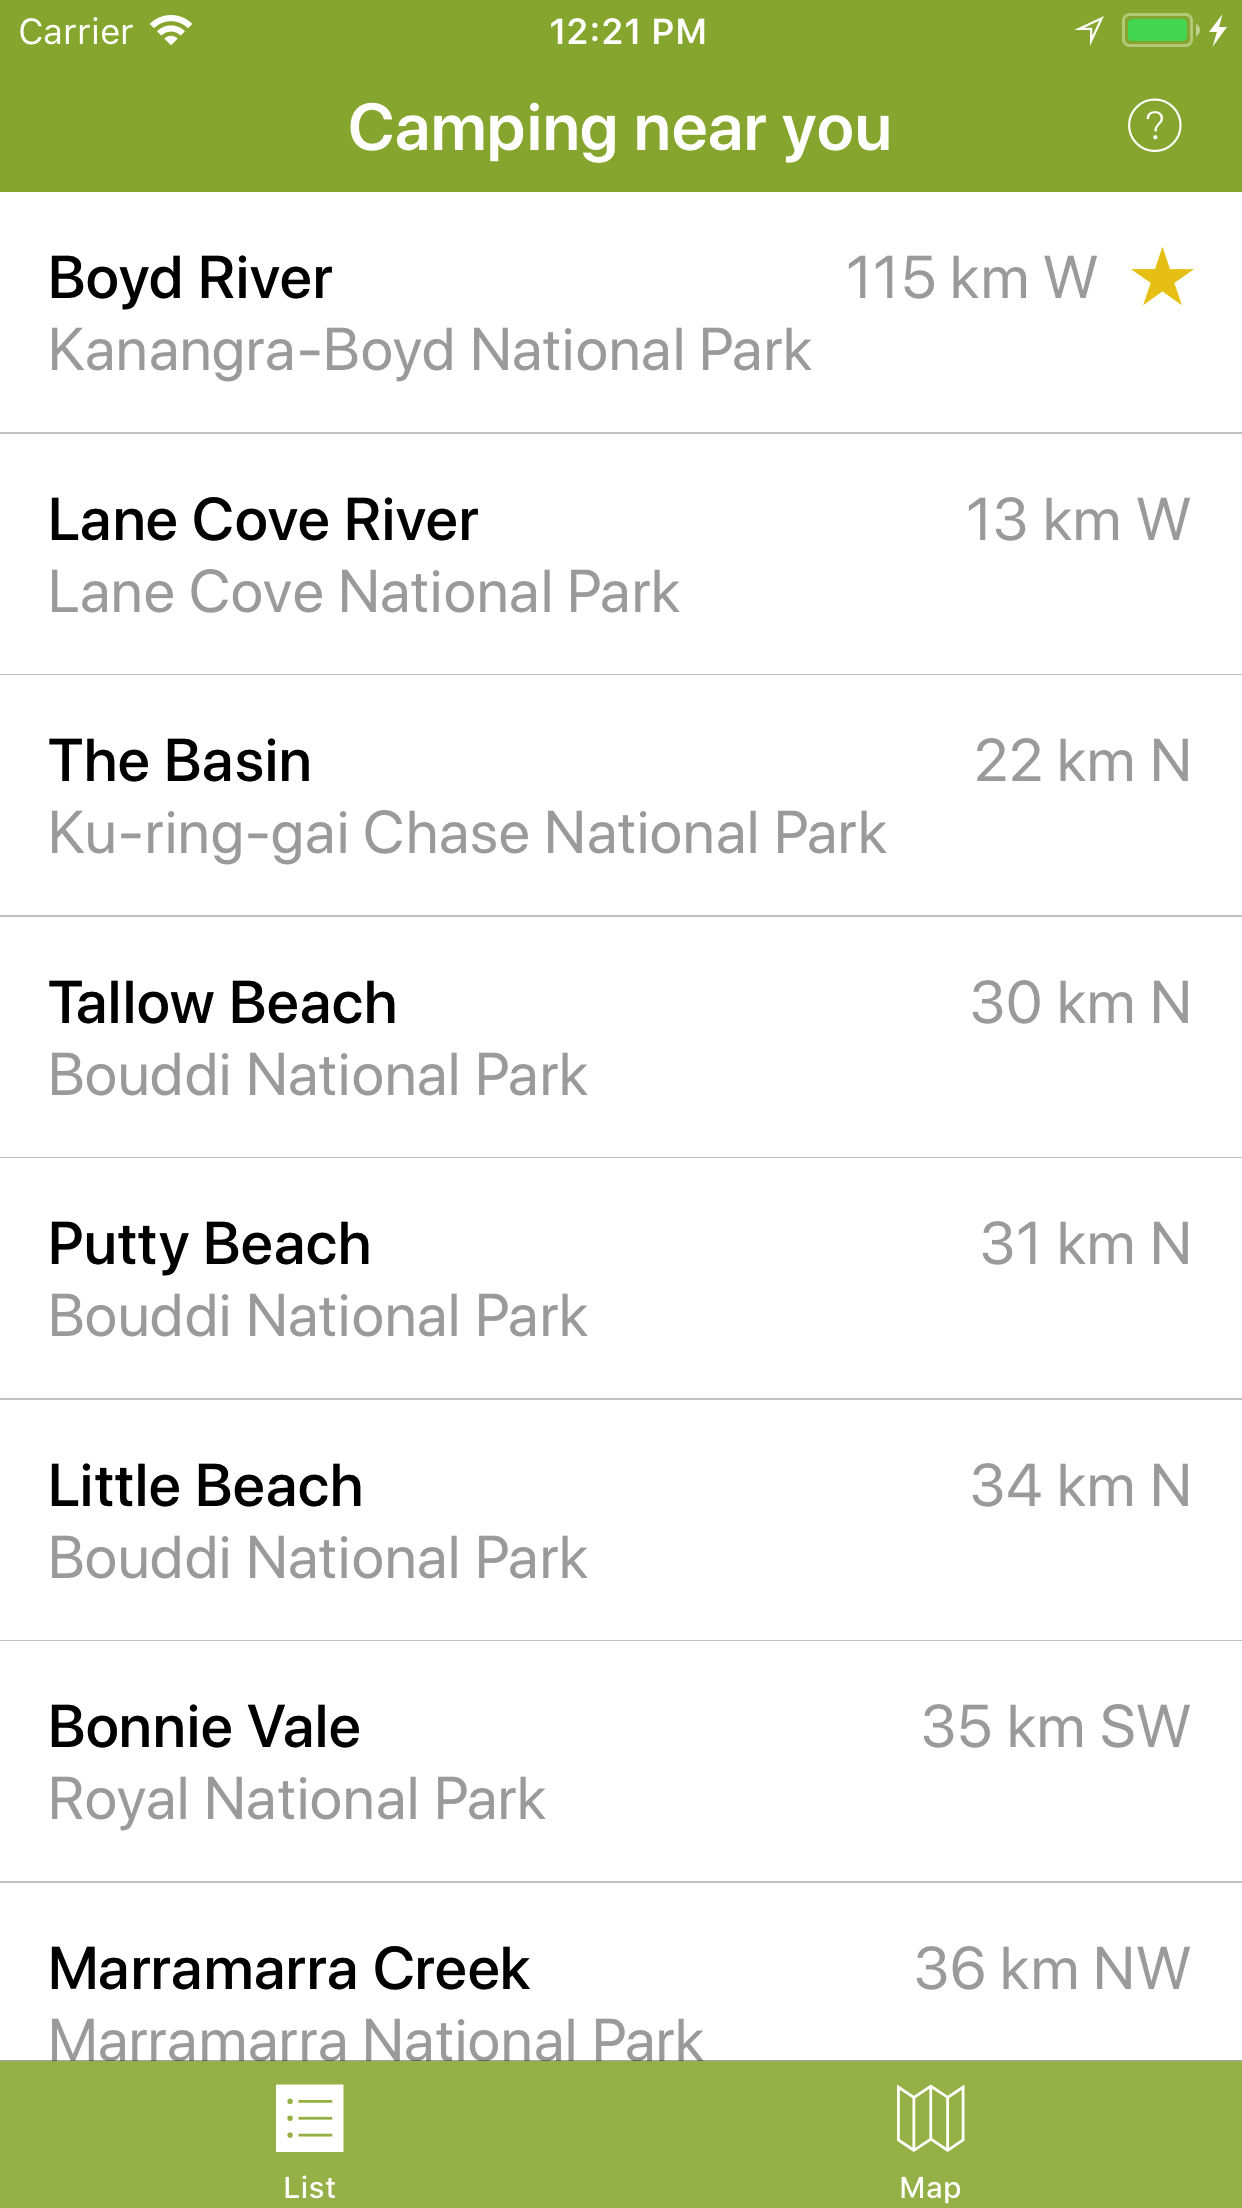 Carrier 12:21 PM
Camping near you ?
Boyd River 115 km W
Kanangra-Boyd National Park
Lane Cove River 13 km W
Lane Cove National Park
The Basin 22 km N
Ku-ring-gai Chase National Park
Tallow Beach 30 km N
Bouddi National Park
Putty Beach 31 km N
Bouddi National Park
Little Beach 34 km N
Bouddi National Park
Bonnie Vale 35 km SW
Royal National Park
Marramarra Creek 36 km NW
Marramarra National Park
List Map